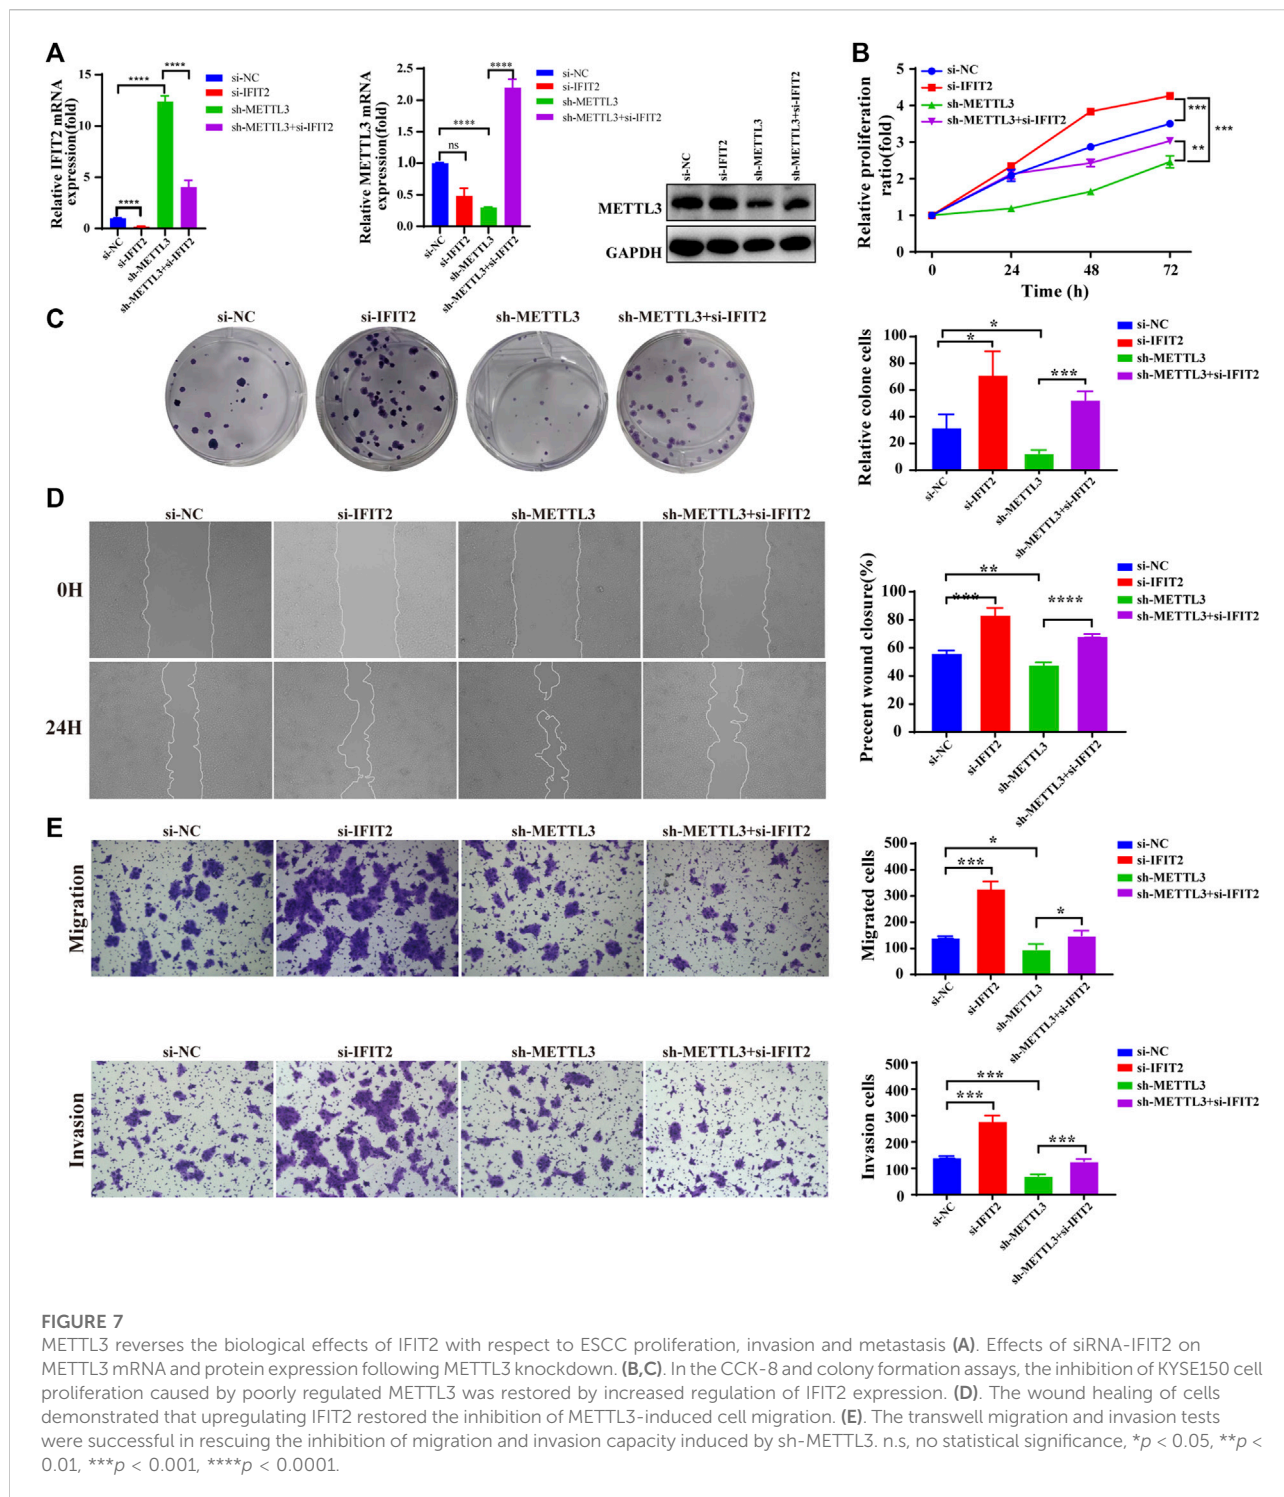 A
Relative IFIT2 mRNA
expression(fold)
15
10
5
0
****
****
****
si-NC
si-IFIT2
sh-METTL3
sh-METTL3+si-IFIT2
si-NC
si-IFIT2
sh-METTL3
sh-METTL3+si-IFIT2
Relative METTL3 mRNA
expression(fold)
2.5
2.0
1.5
1.0
0.5
0.0
****
****
ns
si-NC
si-IFIT2
sh-METTL3
sh-METTL3+si-IFIT2
si-NC
si-IFIT2
sh-METTL3
sh-METTL3+si-IFIT2
si-NC
si-IFIT2
sh-METTL3
sh-METTL3+si-IFIT2
METTL3
GAPDH
B
Relative proliferation
ratio(fold)
5
4
3
2
1
0
si-NC
si-IFIT2
sh-METTL3
sh-METTL3+si-IFIT2
***
**
***
0
24
48
72
Time (h)
C
si-NC
si-IFIT2
sh-METTL3
sh-METTL3+si-IFIT2
Relative colone cells
100
80
60
40
20
0
*
*
***
si-NC
si-IFIT2
sh-METTL3
sh-METTL3+si-IFIT2
si-NC
si-IFIT2
sh-METTL3
sh-METTL3+si-IFIT2
D
si-NC
si-IFIT2
sh-METTL3
sh-METTL3+si-IFIT2
0H
24H
Precent wound closure(%)
100
80
60
40
20
0
**
***
****
si-NC
si-IFIT2
sh-METTL3
sh-METTL3+si-IFIT2
si-NC
si-IFIT2
sh-METTL3
sh-METTL3+si-IFIT2
E
si-NC
si-IFIT2
sh-METTL3
sh-METTL3+si-IFIT2
Migration
Migrated cells
500
400
300
200
100
0
*
***
*
si-NC
si-IFIT2
sh-METTL3
sh-METTL3+si-IFIT2
si-NC
si-IFIT2
sh-METTL3
sh-METTL3+si-IFIT2
si-NC
si-IFIT2
sh-METTL3
sh-METTL3+si-IFIT2
Invasion
Invasion cells
500
400
300
200
100
0
***
***
***
si-NC
si-IFIT2
sh-METTL3
sh-METTL3+si-IFIT2
si-NC
si-IFIT2
sh-METTL3
sh-METTL3+si-IFIT2
FIGURE 7
METTL3 reverses the biological effects of IFIT2 with respect to ESCC proliferation, invasion and metastasis (A). Effects of siRNA-IFIT2 on
METTL3 mRNA and protein expression following METTL3 knockdown. (B,C). In the CCK-8 and colony formation assays, the inhibition of KYSE150 cell
proliferation caused by poorly regulated METTL3 was restored by increased regulation of IFIT2 expression. (D). The wound healing of cells
demonstrated that upregulating IFIT2 restored the inhibition of METTL3-induced cell migration. (E). The transwell migration and invasion tests
were successful in rescuing the inhibition of migration and invasion capacity induced by sh-METTL3. n.s, no statistical significance, *p < 0.05, **p <
0.01, ***p < 0.001, ****p < 0.0001.